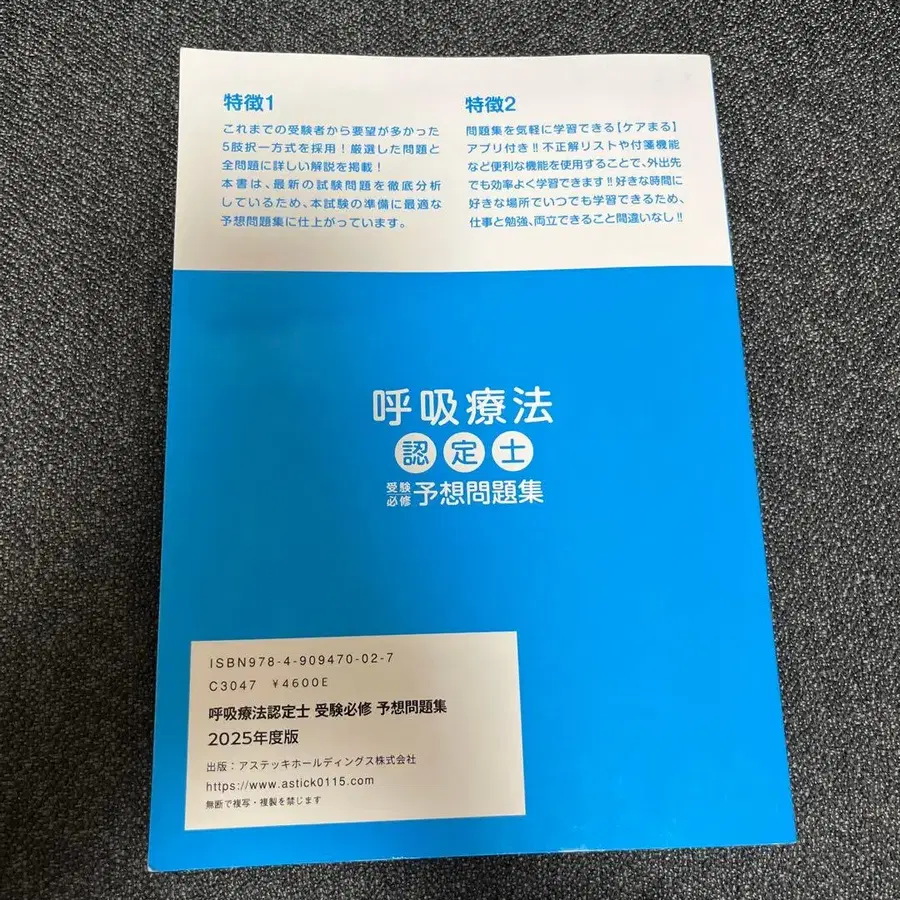 特徴1
これまでの受験者から要望が多かった
5肢択一方式を採用！厳選した問題と
全問題に詳しい解説を掲載！
本書は、最新の試験問題を徹底分析
しているため、本試験の準備に最適な
予想問題集に仕上がっています。
特徴2
問題集を気軽に学習できる【ケアまる】
アプリ付き!!不正解リストや付箋機能
など便利な機能を使用することで、外出先
でも効率よく学習できます!!好きな時間に
好きな場所でいつでも学習できるため、
仕事と勉強、両立できること間違いなし!!
呼吸療法
認定士
受験
必修 予想問題集
ISBN978-4-909470-02-7
C3047 ¥4600E
呼吸療法認定士 受験必修 予想問題集
2025年度版
出版：アステッキホールディングス株式会社
https://www.astick0115.com
無断で複写・複製を禁じます